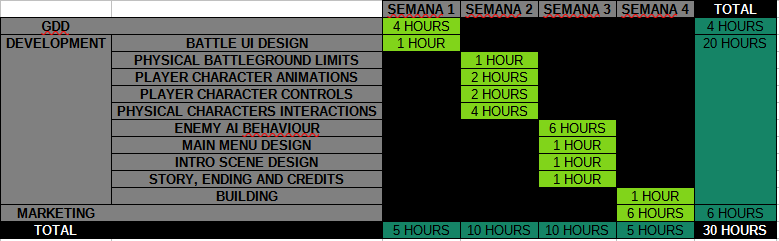 SEMANA 1 SEMANA 2 SEMANA 3 SEMANA 4 TOTAL
GDD 4 HOURS 4 HOURS
DEVELOPMENT BATTLE UI DESIGN 1 HOUR 20 HOURS
PHYSICAL BATTLEGROUND LIMITS 1 HOUR
PLAYER CHARACTER ANIMATIONS 2 HOURS
PLAYER CHARACTER CONTROLS 2 HOURS
PHYSICAL CHARACTERS INTERACTIONS 4 HOURS
ENEMY AI BEHAVIOUR 6 HOURS
MAIN MENU DESIGN 1 HOUR
INTRO SCENE DESIGN 1 HOUR
STORY, ENDING AND CREDITS 1 HOUR
BUILDING 1 HOUR
MARKETING 6 HOURS 6 HOURS
TOTAL 5 HOURS 10 HOURS 10 HOURS 5 HOURS 30 HOURS